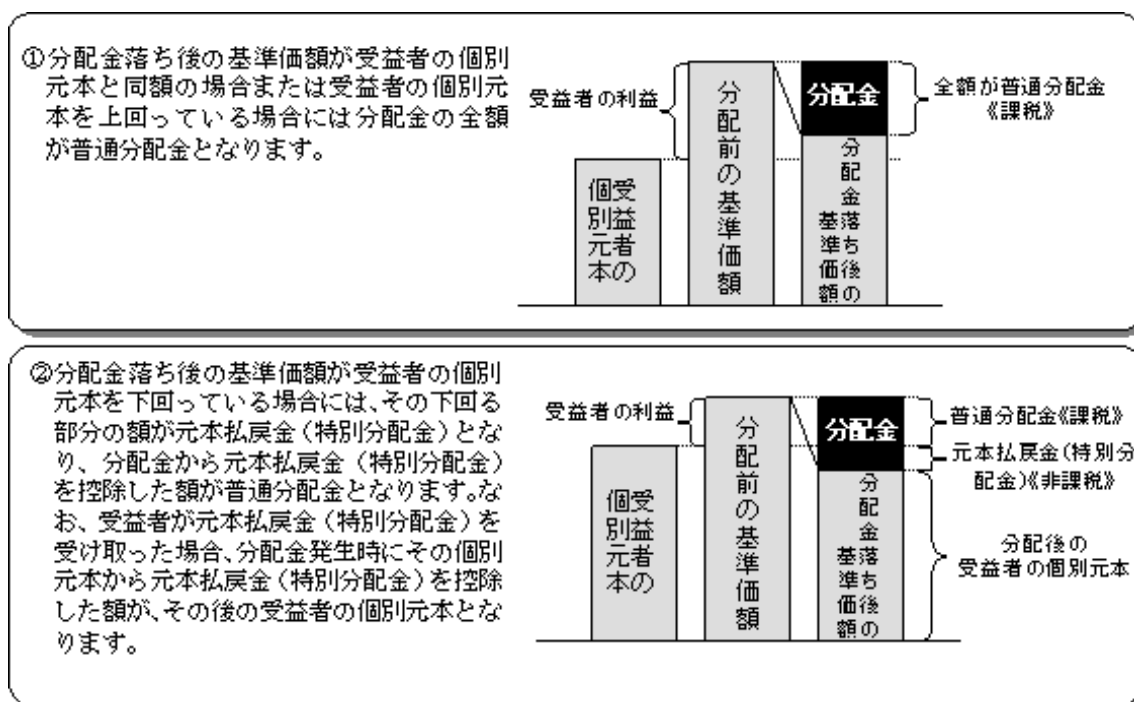 ①分配金落ち後の基準価額が受益者の個別
元本と同額の場合または受益者の個別元
本を上回っている場合には分配金の全額
が普通分配金となります。
受益者の利益
個別元本
受益者の
分配前の基準価額
分配金
分配金落ち後の
基準価額
全額が普通分配金
《課税》
②分配金落ち後の基準価額が受益者の個別
元本を下回っている場合には、その下回る
部分の額が元本払戻金(特別分配金)とな
り、分配金から元本払戻金(特別分配金)
を控除した額が普通分配金となります。な
お、受益者が元本払戻金(特別分配金)を
受け取った場合、分配金発生時にその個別
元本から元本払戻金(特別分配金)を控除
した額が、その後の受益者の個別元本とな
ります。
受益者の利益
受益者の
個別元本
分配前の基準価額
分配金
分配金落ち後の
基準価額
普通分配金《課税》
元本払戻金(特別分
配金)《非課税》
分配後の
受益者の個別元本